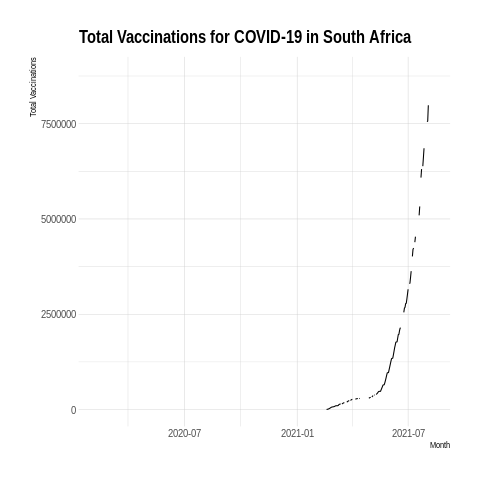 Total Vaccinations for COVID-19 in South Africa
Total Vaccinations
7500000
5000000
2500000
0
2020-07
2021-01
2021-07
Month